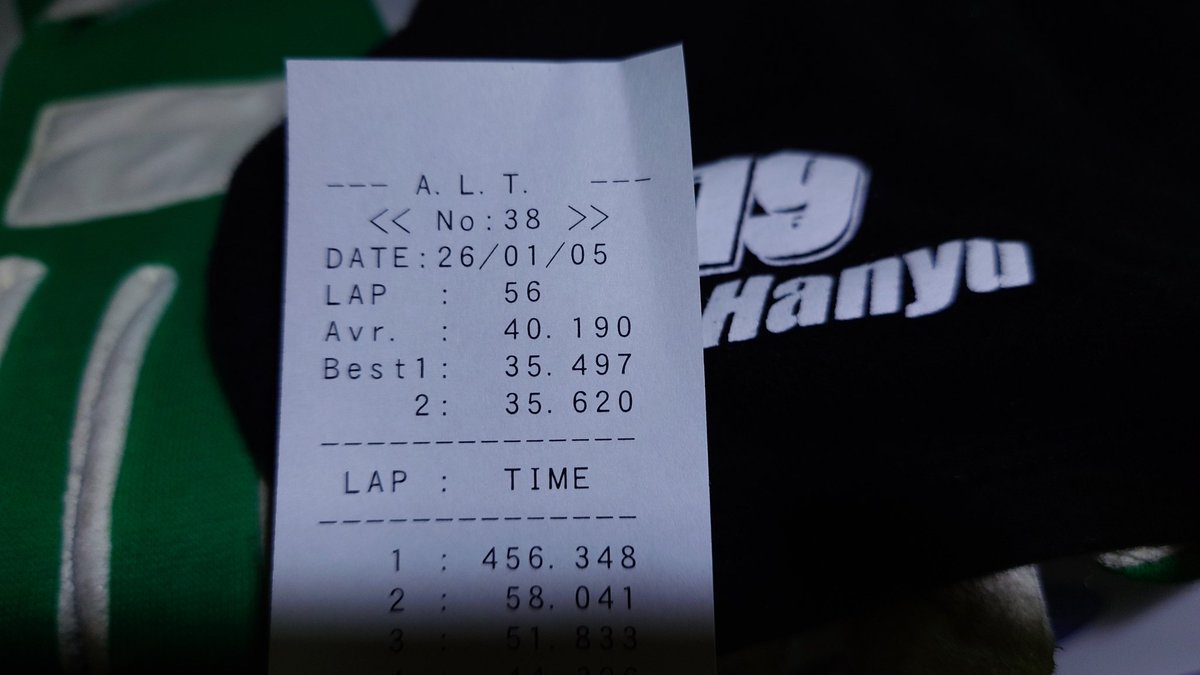 --- A. L. T. ---
<< No:38 >>
DATE:26/01/05
LAP : 56
Avr. : 40. 190
Best1: 35. 497
2: 35. 620
--------------
LAP : TIME
--------------
1 : 456. 348
2 : 58. 041
3 : 51. 833
19
Hanyu